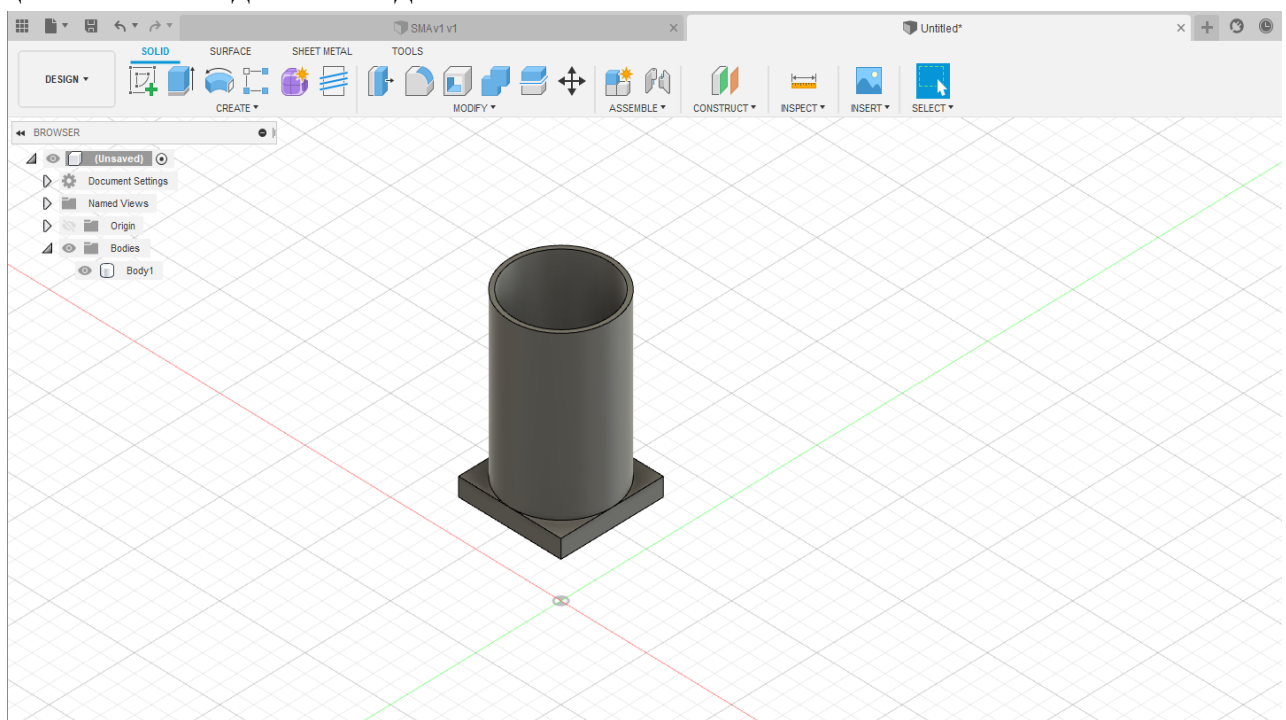 SMAv1 v1
Untitled*
SOLID
SURFACE
SHEET METAL
TOOLS
DESIGN
CREATE
MODIFY
ASSEMBLE
CONSTRUCT
INSPECT
INSERT
SELECT
BROWSER
(Unsaved)
Document Settings
Named Views
Origin
Bodies
Body1